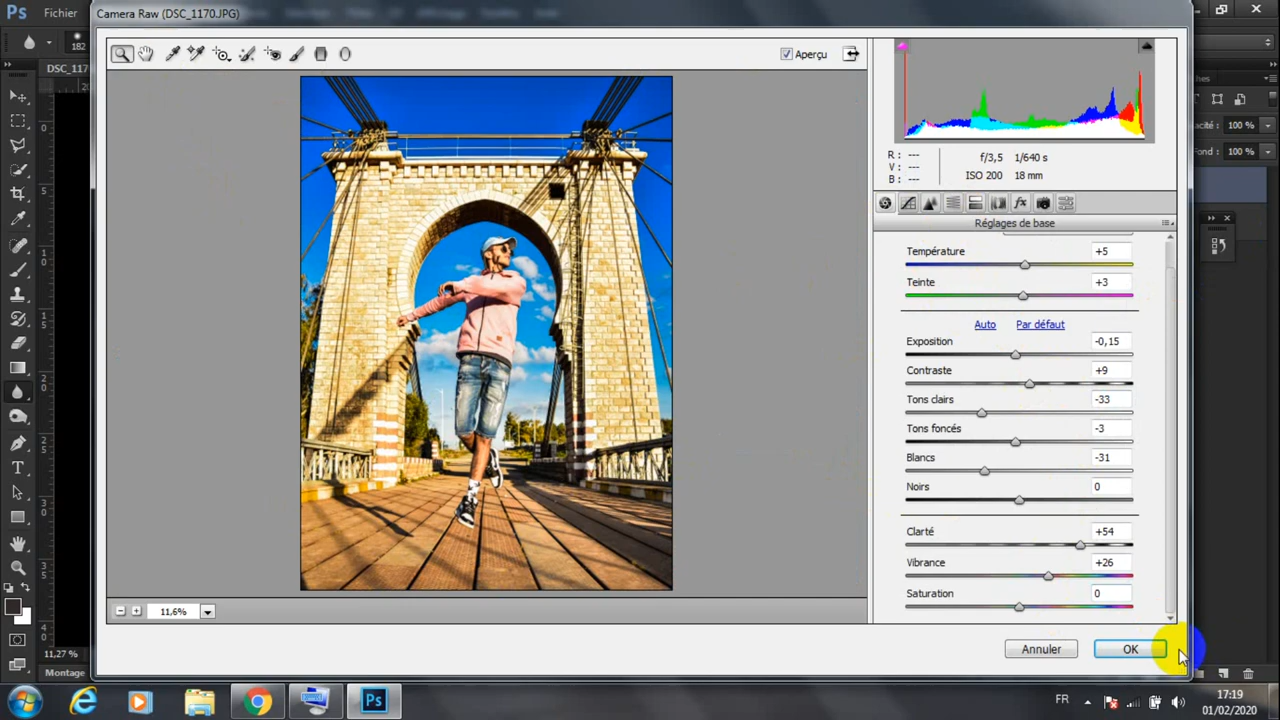 Camera Raw (DSC_1170.JPG)
Ps
Fichier
182
DSC_117
Aperçu
R : ---
V : ---
B : ---
f/3,5
1/640 s
ISO 200
18 mm
Réglages de base
Température
+5
Teinte
+3
Auto
Par défaut
Exposition
-0,15
Contraste
+9
Tons clairs
-33
Tons foncés
-3
Blancs
-31
Noirs
0
Clarté
+54
Vibrance
+26
Saturation
0
100 %
Fond :
100 %
11,6%
Annuler
OK
11,27 %
Montage
FR
17:19
01/02/2020